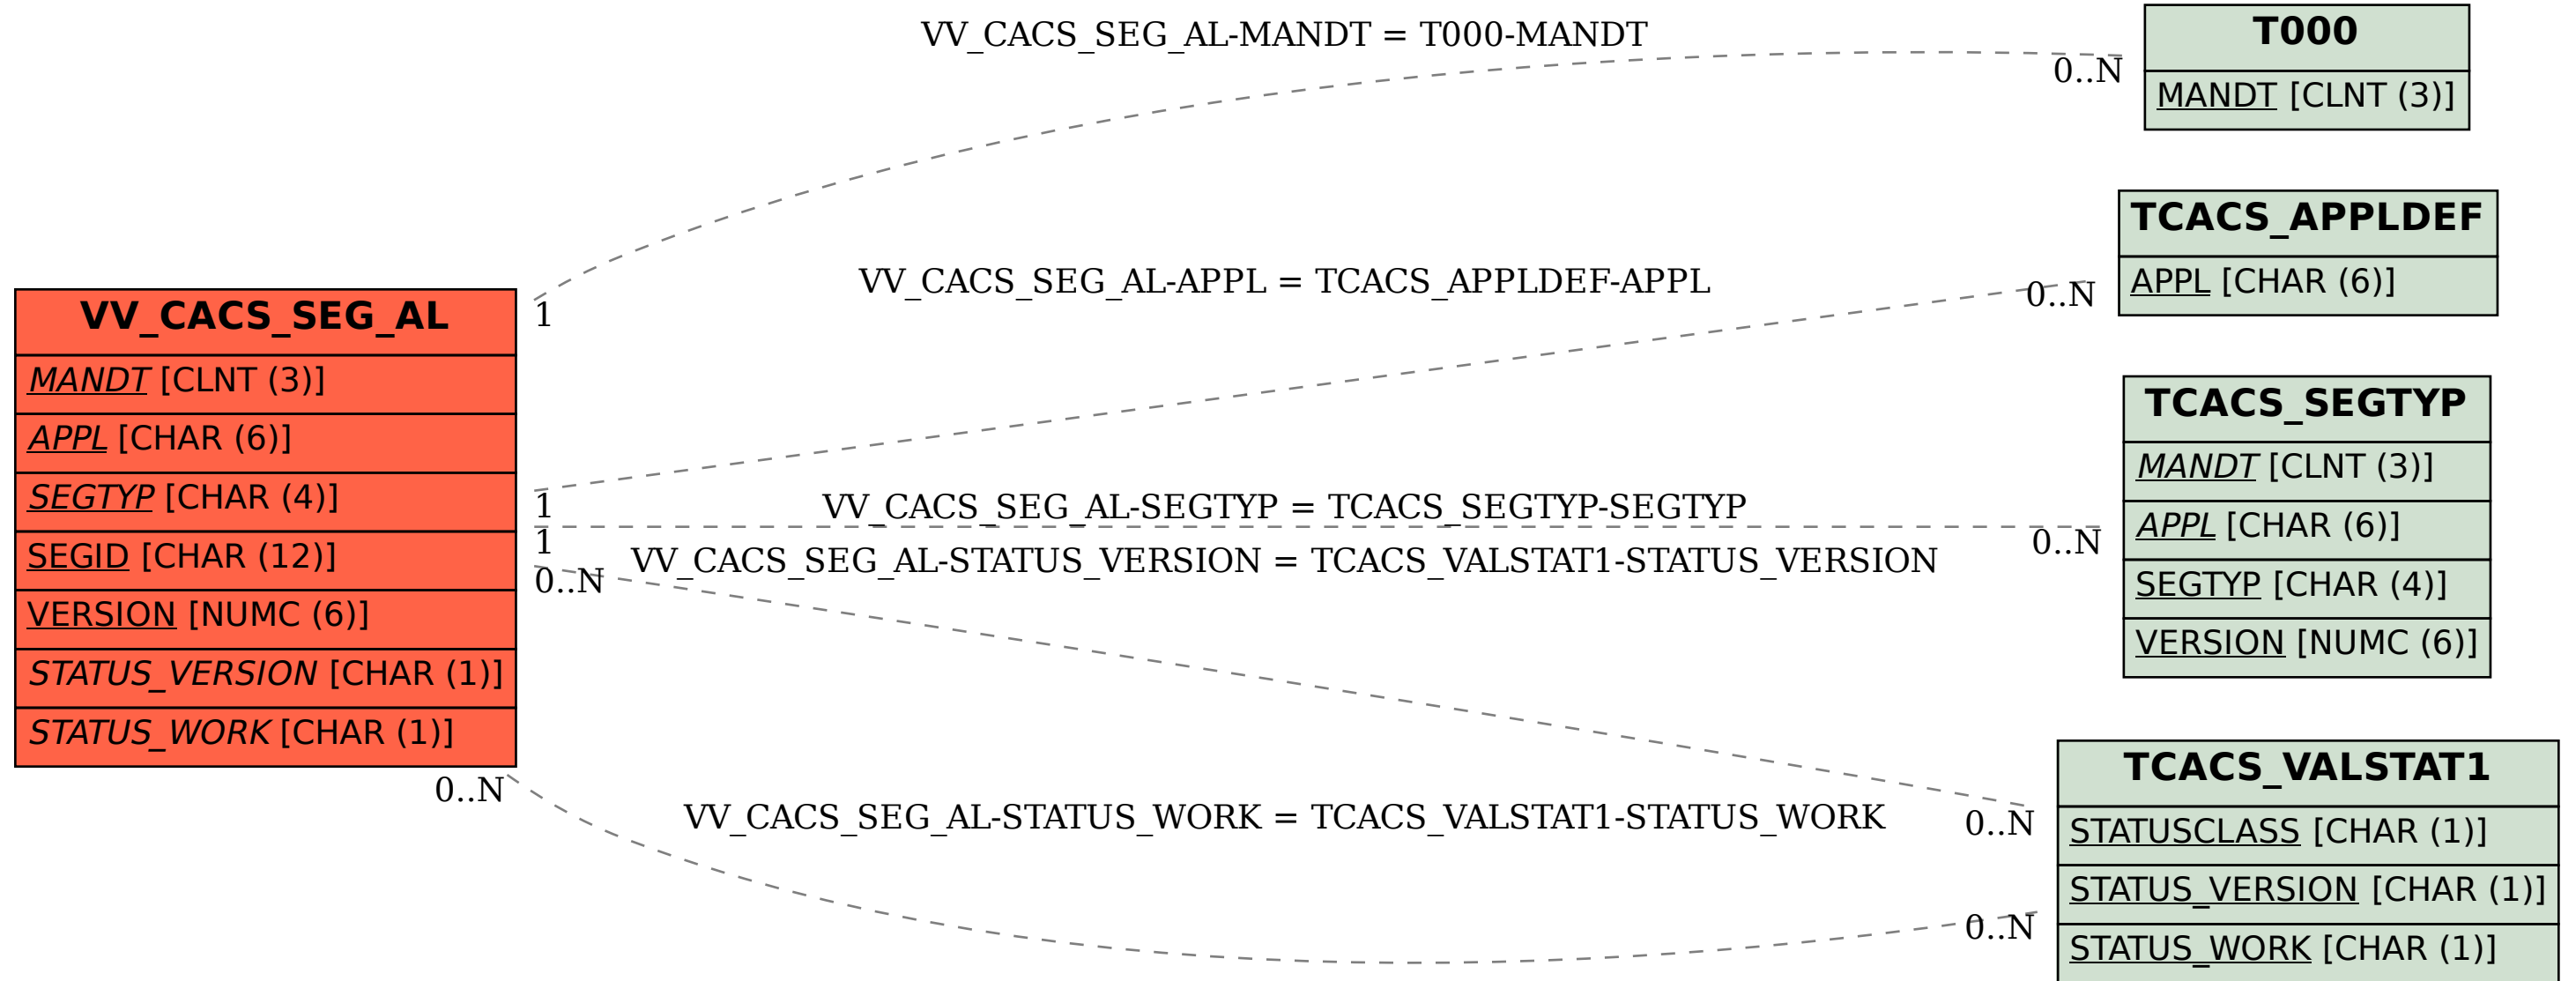 VV_CACS_SEG_AL-MANDT = T000-MANDT
0..N
T000
MANDT [CLNT (3)]
VV_CACS_SEG_AL-APPL = TCACS_APPLDEF-APPL
0..N
TCACS_APPLDEF
APPL [CHAR (6)]
VV_CACS_SEG_AL
MANDT [CLNT (3)]
APPL [CHAR (6)]
SEGTYP [CHAR (4)]
SEGID [CHAR (12)]
VERSION [NUMC (6)]
STATUS_VERSION [CHAR (1)]
STATUS_WORK [CHAR (1)]
1
1
1
0..N
0..N
VV_CACS_SEG_AL-SEGTYP = TCACS_SEGTYP-SEGTYP
0..N
VV_CACS_SEG_AL-STATUS_VERSION = TCACS_VALSTAT1-STATUS_VERSION
TCACS_SEGTYP
MANDT [CLNT (3)]
APPL [CHAR (6)]
SEGTYP [CHAR (4)]
VERSION [NUMC (6)]
VV_CACS_SEG_AL-STATUS_WORK = TCACS_VALSTAT1-STATUS_WORK
0..N
0..N
TCACS_VALSTAT1
STATUSCLASS [CHAR (1)]
STATUS_VERSION [CHAR (1)]
STATUS_WORK [CHAR (1)]